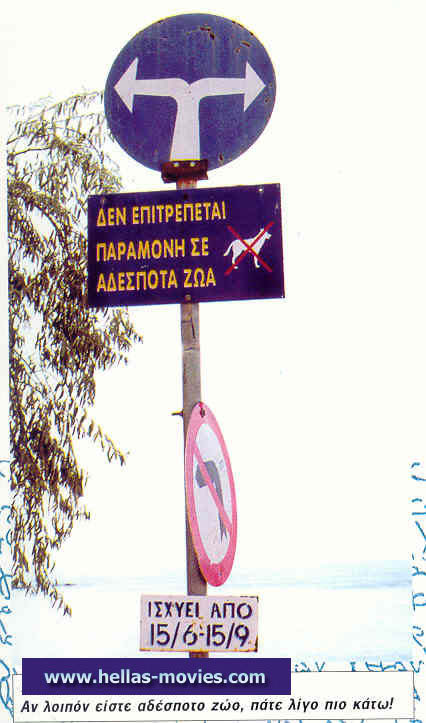 ΔΕΝ ΕΠΙΤΡΕΠΕΤΑΙ
ΠΑΡΑΜΟΝΗ ΣΕ
ΑΔΕΣΠΟΤΑ ΖΩΑ
ΙΣΧΥΕΙ ΑΠΟ
15/6-15/9
www.hellas-movies.com
Αν λοιπόν είστε αδέσποτο ζώο, πάτε λίγο πιο κάτω!